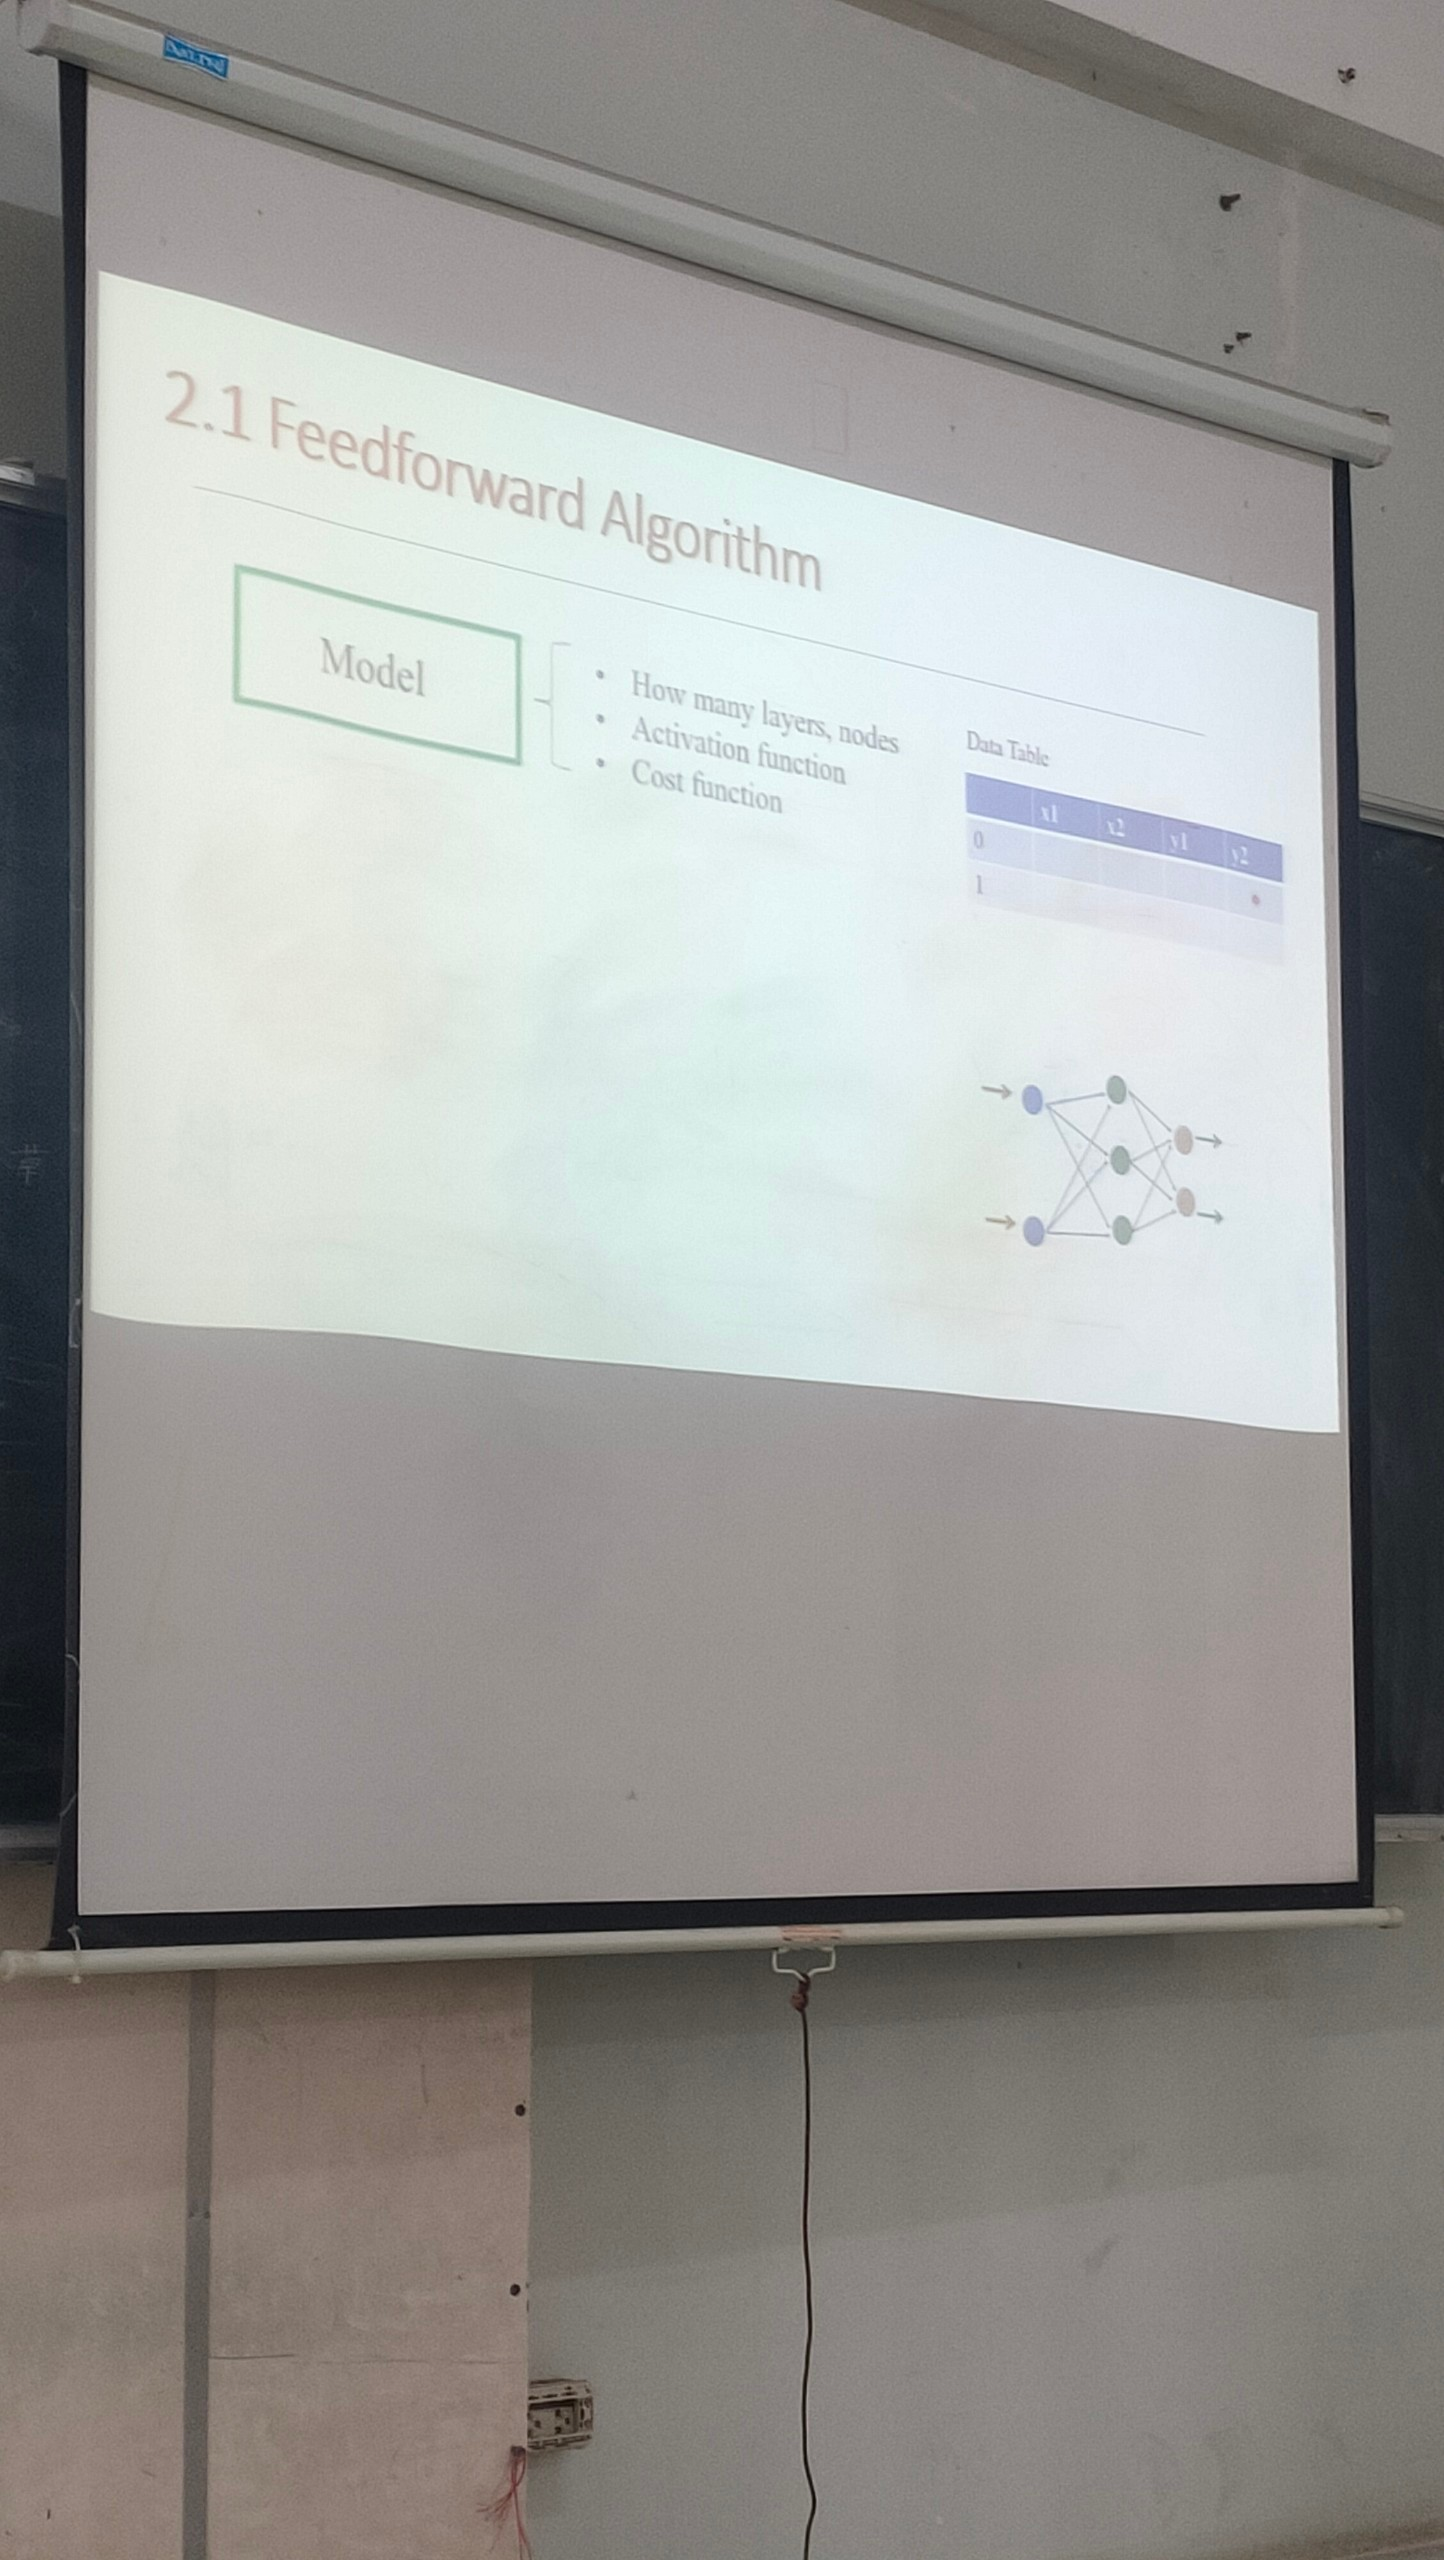 2.1 Feedforward Algorithm
Model
• How many layers, nodes
• Activation function
• Cost function
Data Table
x1 x2 y1 y2
0
1